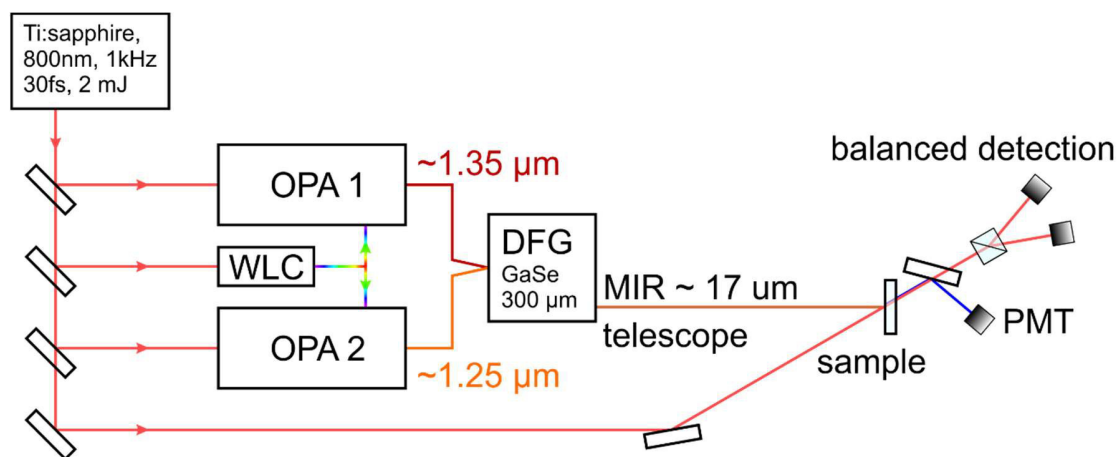 Ti:sapphire,
800nm, 1kHz
30fs, 2 mJ
OPA 1
~1.35 μm
WLC
OPA 2
~1.25 μm
DFG
GaSe
300 μm
MIR ~ 17 um
telescope
sample
balanced detection
PMT